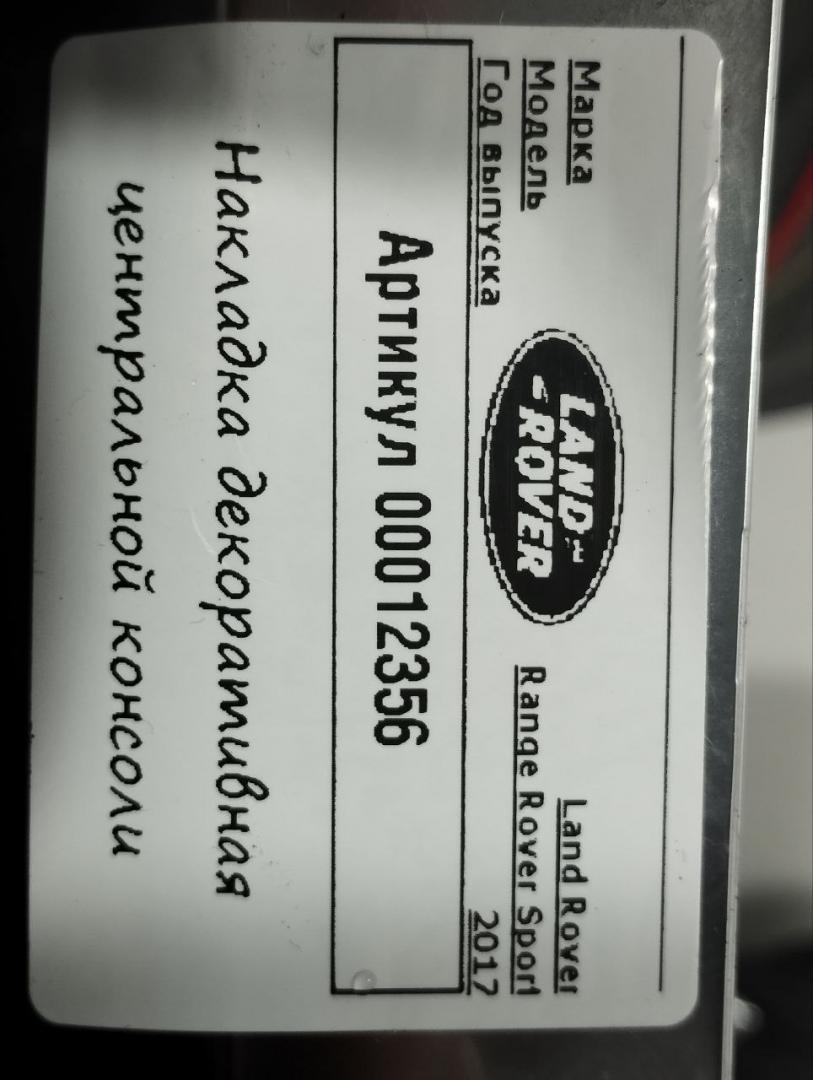 Марка Land Rover
Модель Range Rover Sport
Год выпуска 2017
LAND
ROVER
Артикул 00012356
Накладка декоративная
центральной консоли